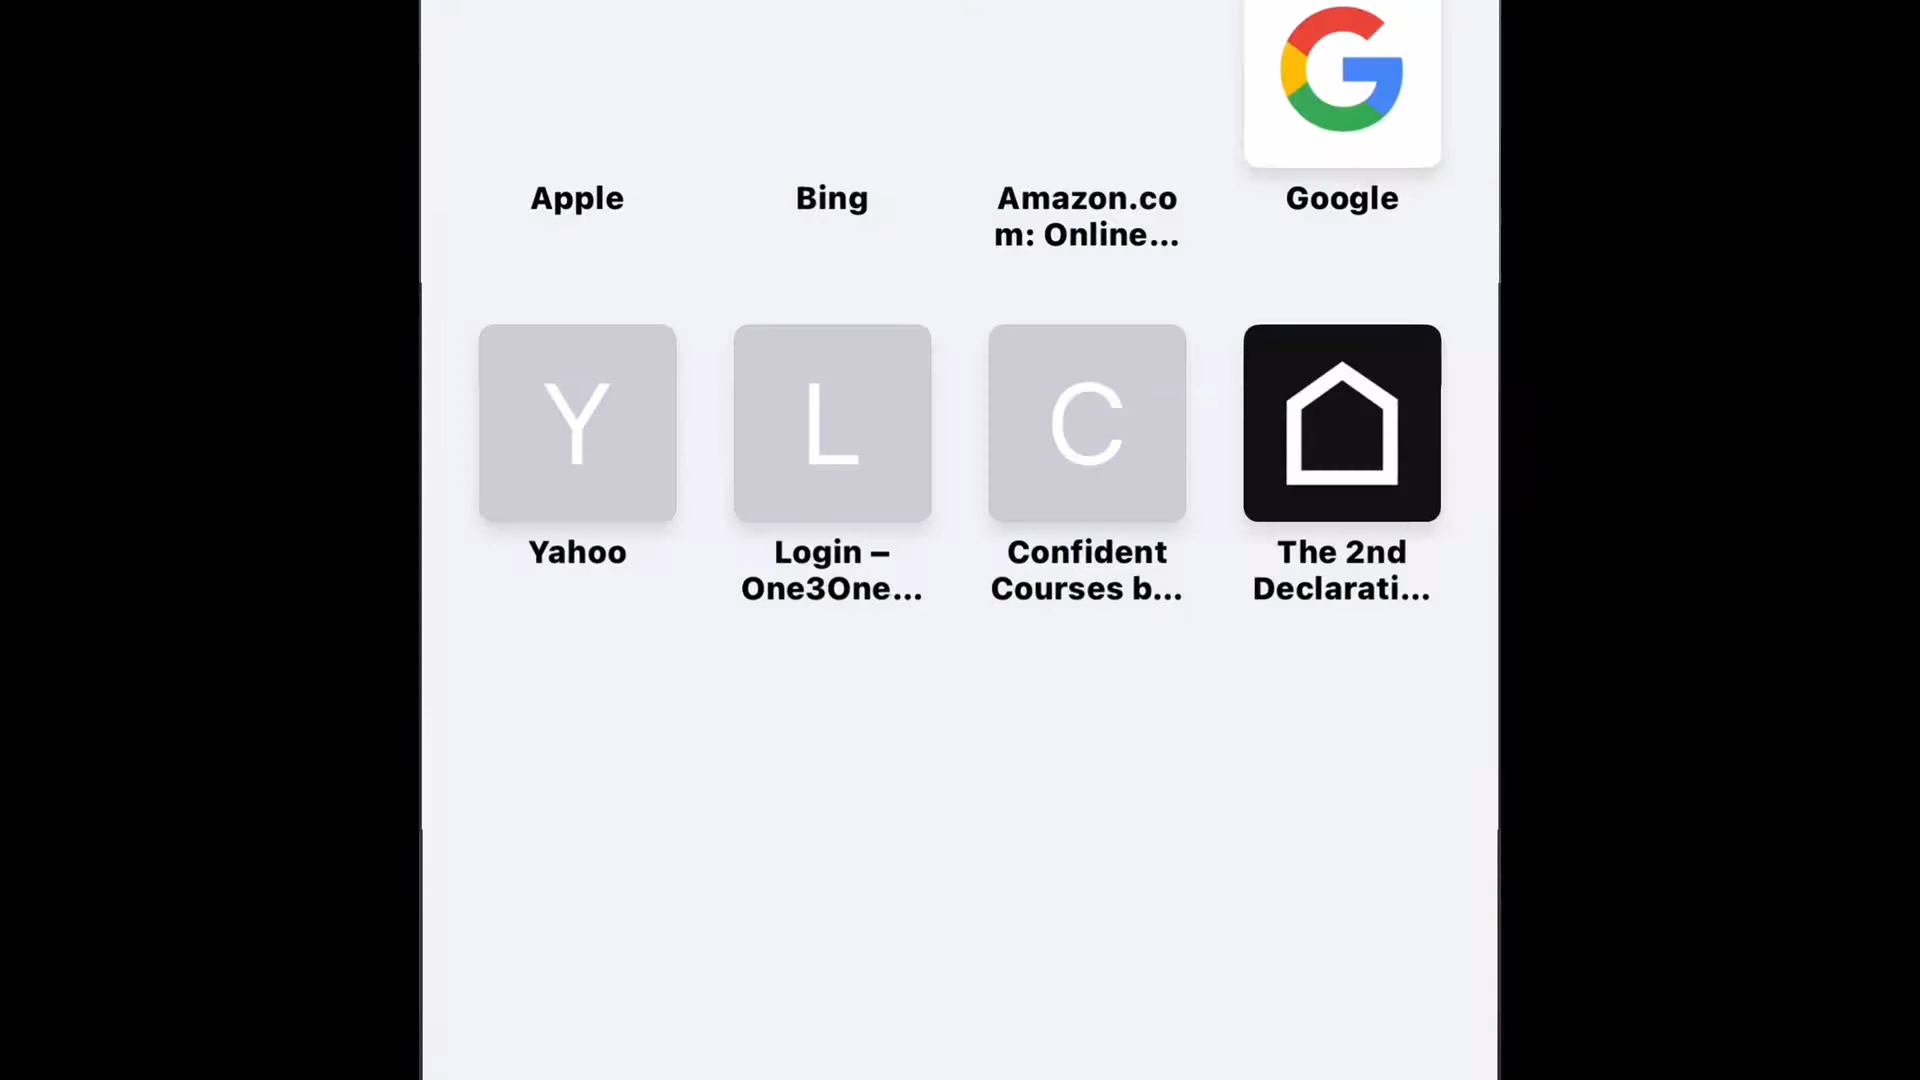 Apple
Bing
Amazon.co
m: Online...
Google
Y
L
C
Yahoo
Login –
One3One...
Confident
Courses b...
The 2nd
Declarati...